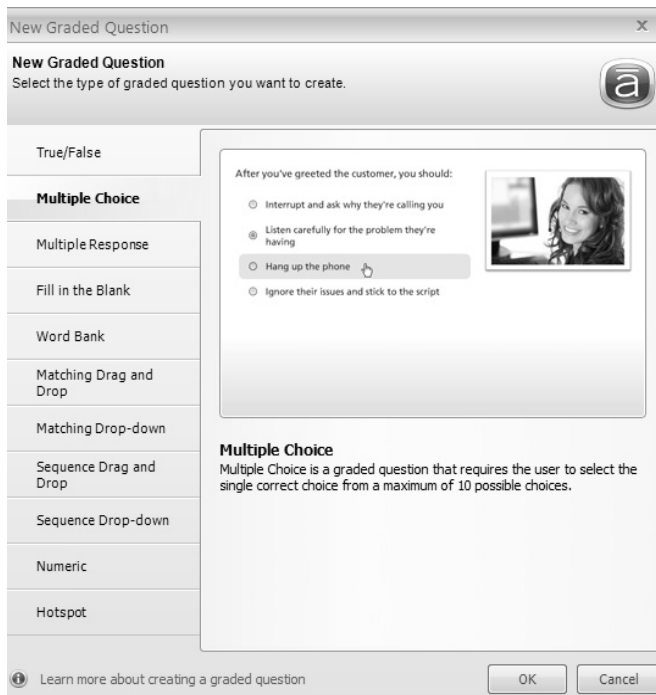 New Graded Question
x
New Graded Question
Select the type of graded question you want to create.
ā
True/False
Multiple Choice
Multiple Response
Fill in the Blank
Word Bank
Matching Drag and
Drop
Matching Drop-down
Sequence Drag and
Drop
Sequence Drop-down
Numeric
Hotspot
After you've greeted the customer, you should:
Interrupt and ask why they're calling you
Listen carefully for the problem they're
having
Hang up the phone
Ignore their issues and stick to the script
Multiple Choice
Multiple Choice is a graded question that requires the user to select the
single correct choice from a maximum of 10 possible choices.
Learn more about creating a graded question
OK
Cancel